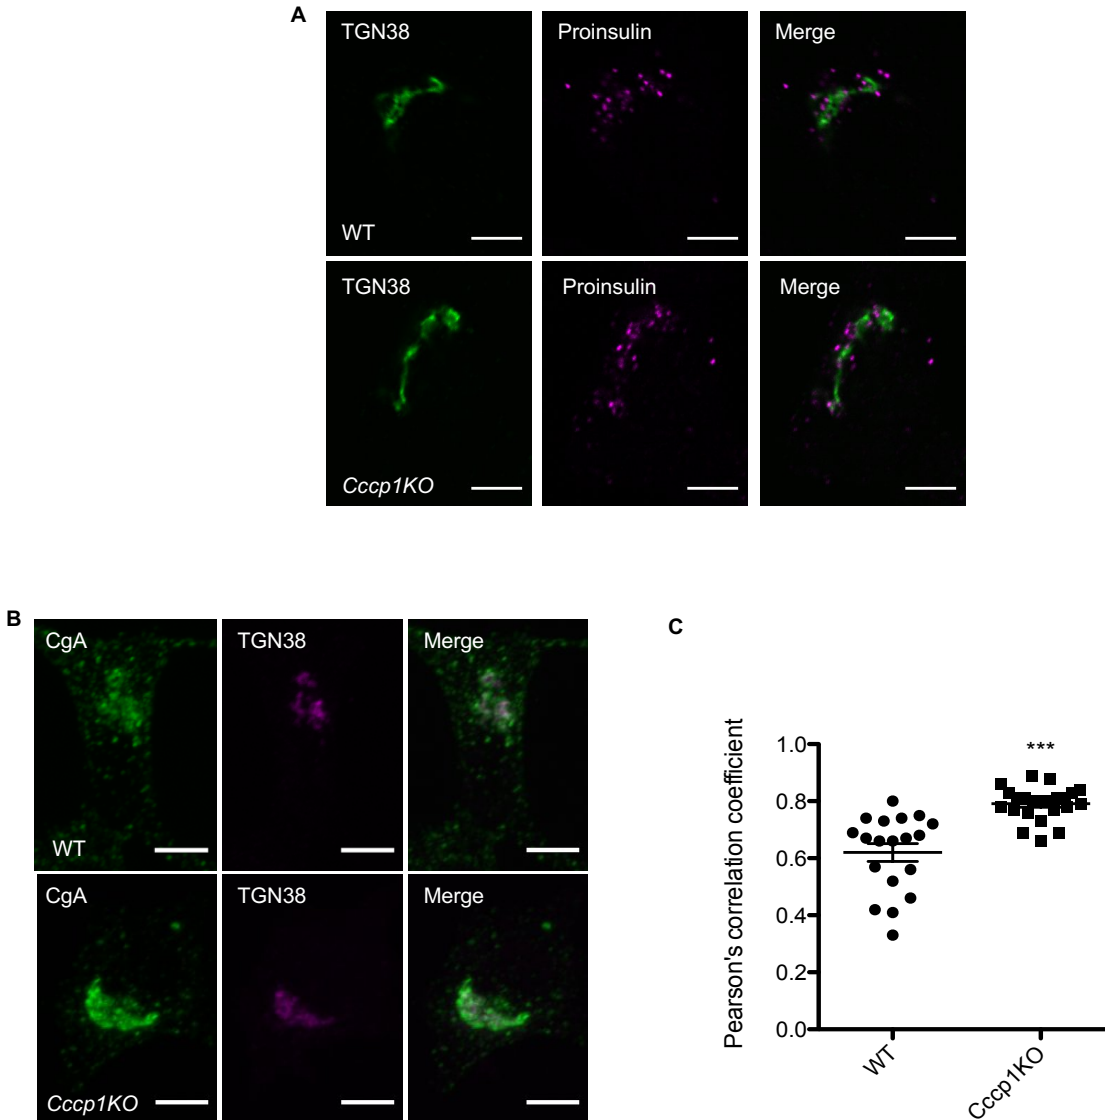 A
TGN38 Proinsulin Merge
WT
TGN38 Proinsulin Merge
Cccp1KO
B
CgA TGN38 Merge
WT
CgA TGN38 Merge
Cccp1KO
C
Pearson's correlation coefficient
1.0
0.8
0.6
0.4
0.2
0.0
***
WT
Cccp1KO